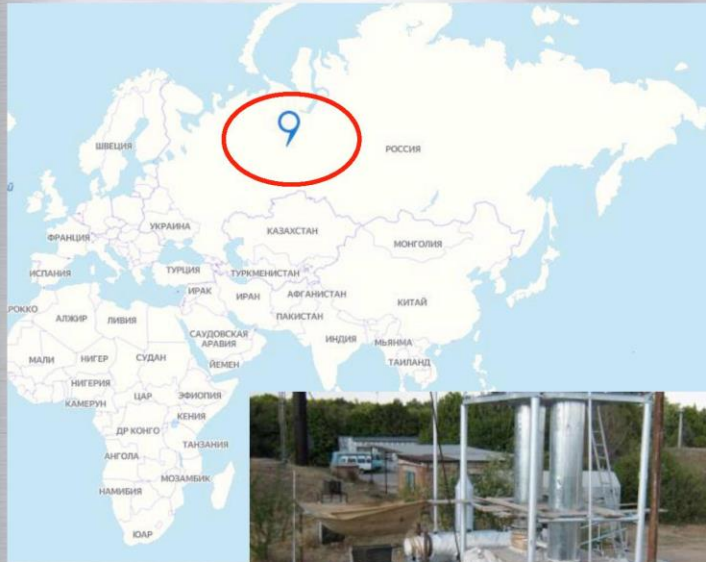 ШВЕЦИЯ
РОССИЯ
УКРАИНА
ФРАНЦИЯ
КАЗАХСТАН
МОНГОЛИЯ
ИСПАНИЯ
ТУРЦИЯ
ТУРКМЕНИСТАН
РОККО
ИРАК
ИРАН
АФГАНИСТАН
КИТАЙ
АЛЖИР
ЛИВИЯ
ПАКИСТАН
САУДОВСКАЯ
АРАВИЯ
ИНДИЯ
МЬЯНМА
МАЛИ
НИГЕР
СУДАН
ЙЕМЕН
ТАИЛАНД
НИГЕРИЯ
ЦАР
ЭФИОПИЯ
КАМЕРУН
КЕНИЯ
ДР КОНГО
ТАНЗАНИЯ
АНГОЛА
МОЗАМБИК
НАМИБИЯ
ЮАР